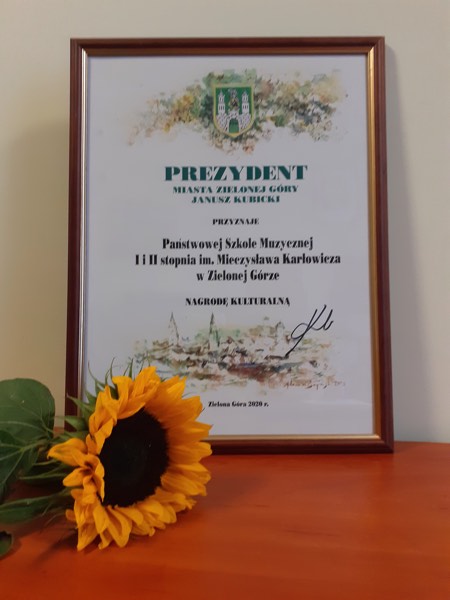 PREZYDENT
MIASTA ZIELONEJ GÓRY
JANUSZ KUBICKI
PRZYZNAJE
Państwowej Szkole Muzycznej
I i II stopnia im. Mieczysława Karłowicza
w Zielonej Górze
NAGRODĘ KULTURALNĄ
Zielona Góra 2020 r.